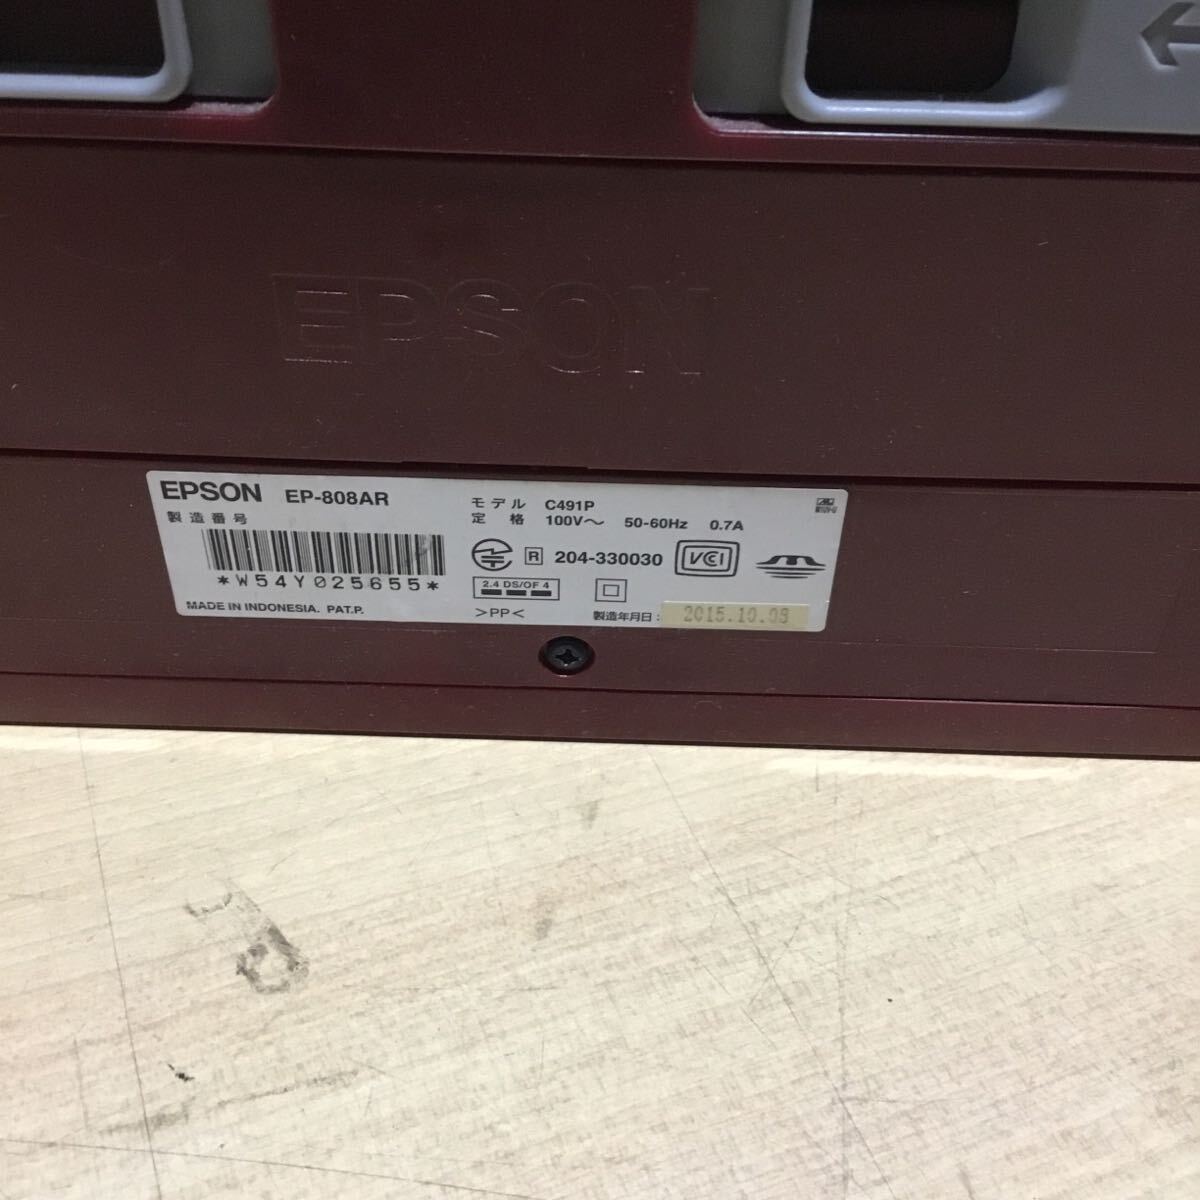 EPSON
EPSON EP-808AR
製造番号
*W54Y025655*
MADE IN INDONESIA. PAT.P.
モデル C491P
定格 100V～ 50-60Hz 0.7A
R 204-330030 VCCI
2.4 DS/OF 4
>PP<
製造年月日: 2015.10.08